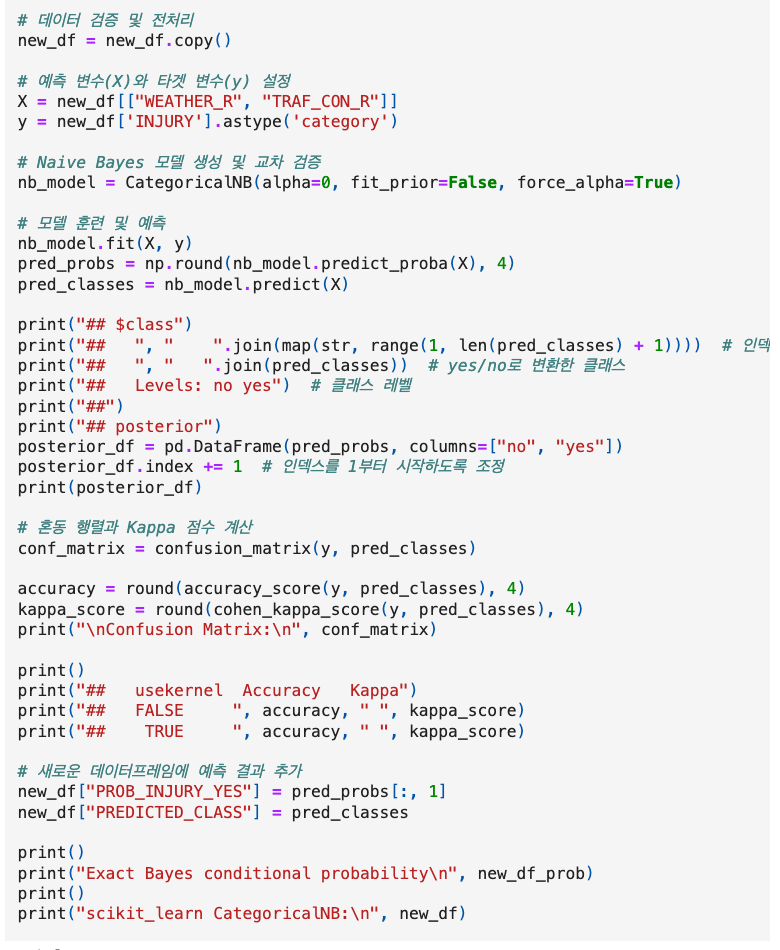 # 데이터 검증 및 전처리
new_df = new_df.copy()
# 예측 변수(X)와 타겟 변수(y) 설정
X = new_df[["WEATHER_R", "TRAF_CON_R"]]
y = new_df['INJURY'].astype('category')
# Naive Bayes 모델 생성 및 교차 검증
nb_model = CategoricalNB(alpha=0, fit_prior=False, force_alpha=True)
# 모델 훈련 및 예측
nb_model.fit(X, y)
pred_probs = np.round(nb_model.predict_proba(X), 4)
pred_classes = nb_model.predict(X)
print("## $class")
print("##   ", "    ".join(map(str, range(1, len(pred_classes) + 1))))  # 인덱
print("##   ", "   ".join(pred_classes))  # yes/no로 변환한 클래스
print("##   Levels: no yes")  # 클래스 레벨
print("##")
print("## posterior")
posterior_df = pd.DataFrame(pred_probs, columns=["no", "yes"])
posterior_df.index += 1  # 인덱스를 1부터 시작하도록 조정
print(posterior_df)
# 혼동 행렬과 Kappa 점수 계산
conf_matrix = confusion_matrix(y, pred_classes)
accuracy = round(accuracy_score(y, pred_classes), 4)
kappa_score = round(cohen_kappa_score(y, pred_classes), 4)
print("\nConfusion Matrix:\n", conf_matrix)
print()
print("##   usekernel  Accuracy   Kappa")
print("##   FALSE     ", accuracy, " ", kappa_score)
print("##    TRUE     ", accuracy, " ", kappa_score)
# 새로운 데이터프레임에 예측 결과 추가
new_df["PROB_INJURY_YES"] = pred_probs[:, 1]
new_df["PREDICTED_CLASS"] = pred_classes
print()
print("Exact Bayes conditional probability\n", new_df_prob)
print()
print("scikit_learn CategoricalNB:\n", new_df)